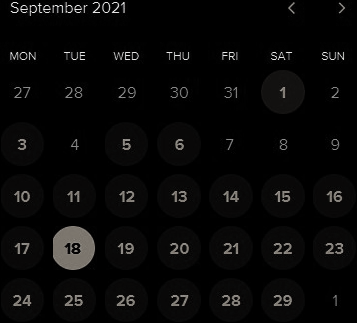 September 2021
MON TUE WED THU FRI SAT SUN
27 28 29 30 31 1 2
3 4 5 6 7 8 9
10 11 12 13 14 15 16
17 18 19 20 21 22 23
24 25 26 27 28 29 1